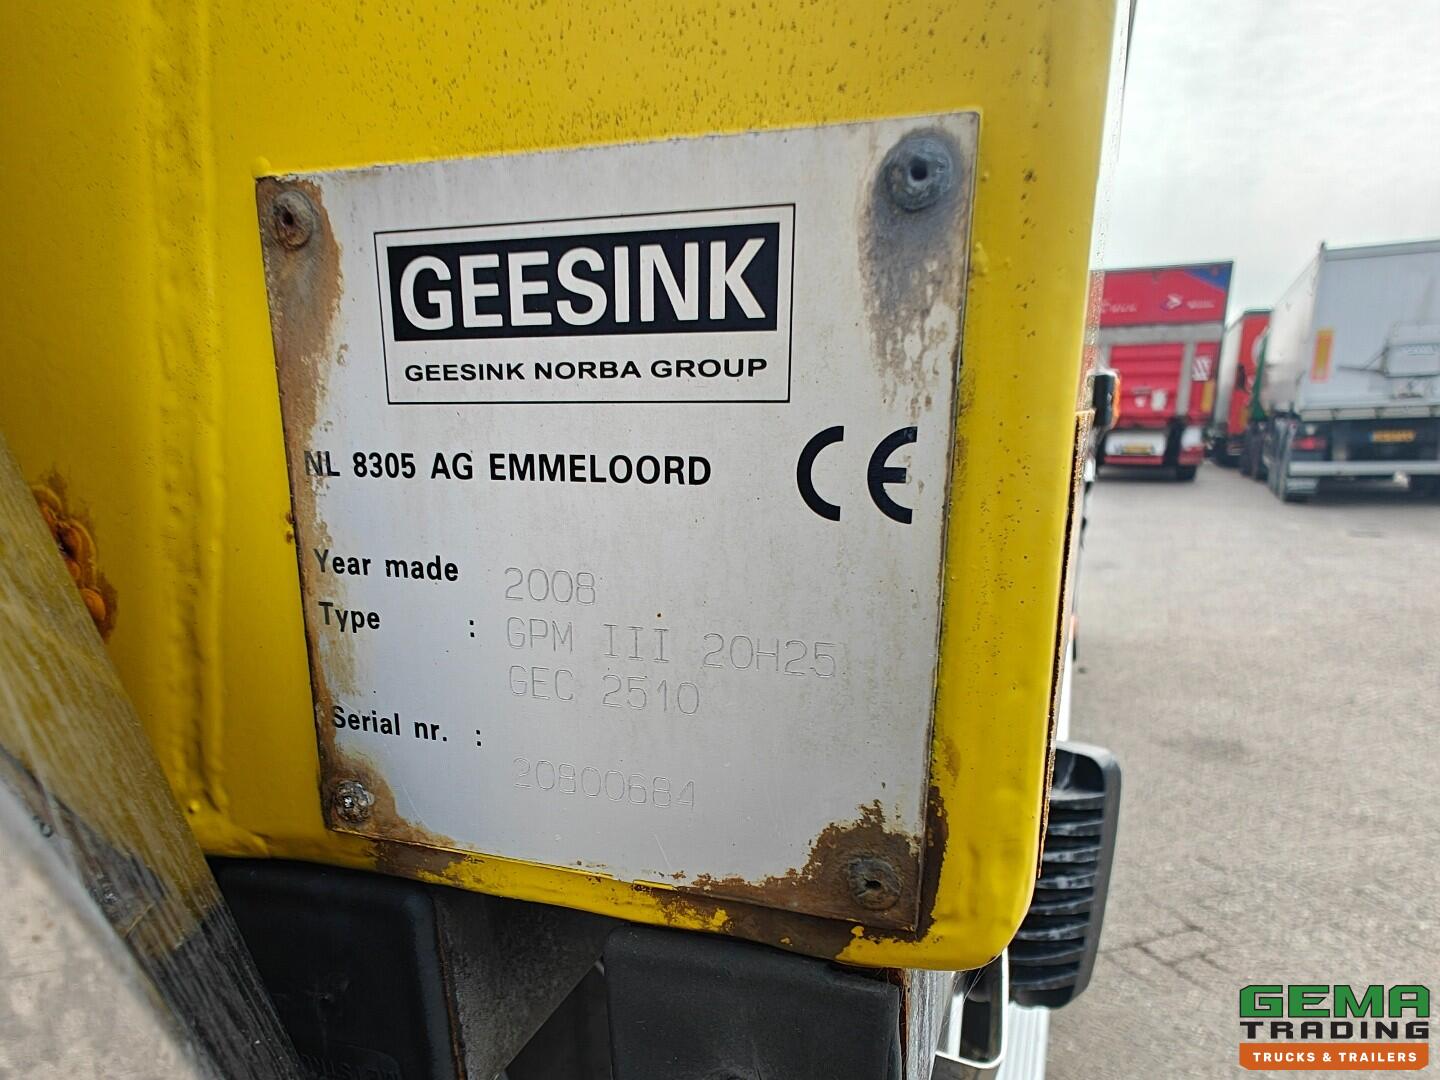 GEESINK
GEESINK NORBA GROUP
NL 8305 AG EMMELOORD
CE
Year made 2008
Type : GPM III 20H25
GEC 2510
Serial nr. :
20800684
GEMA
TRADING
TRUCKS & TRAILERS